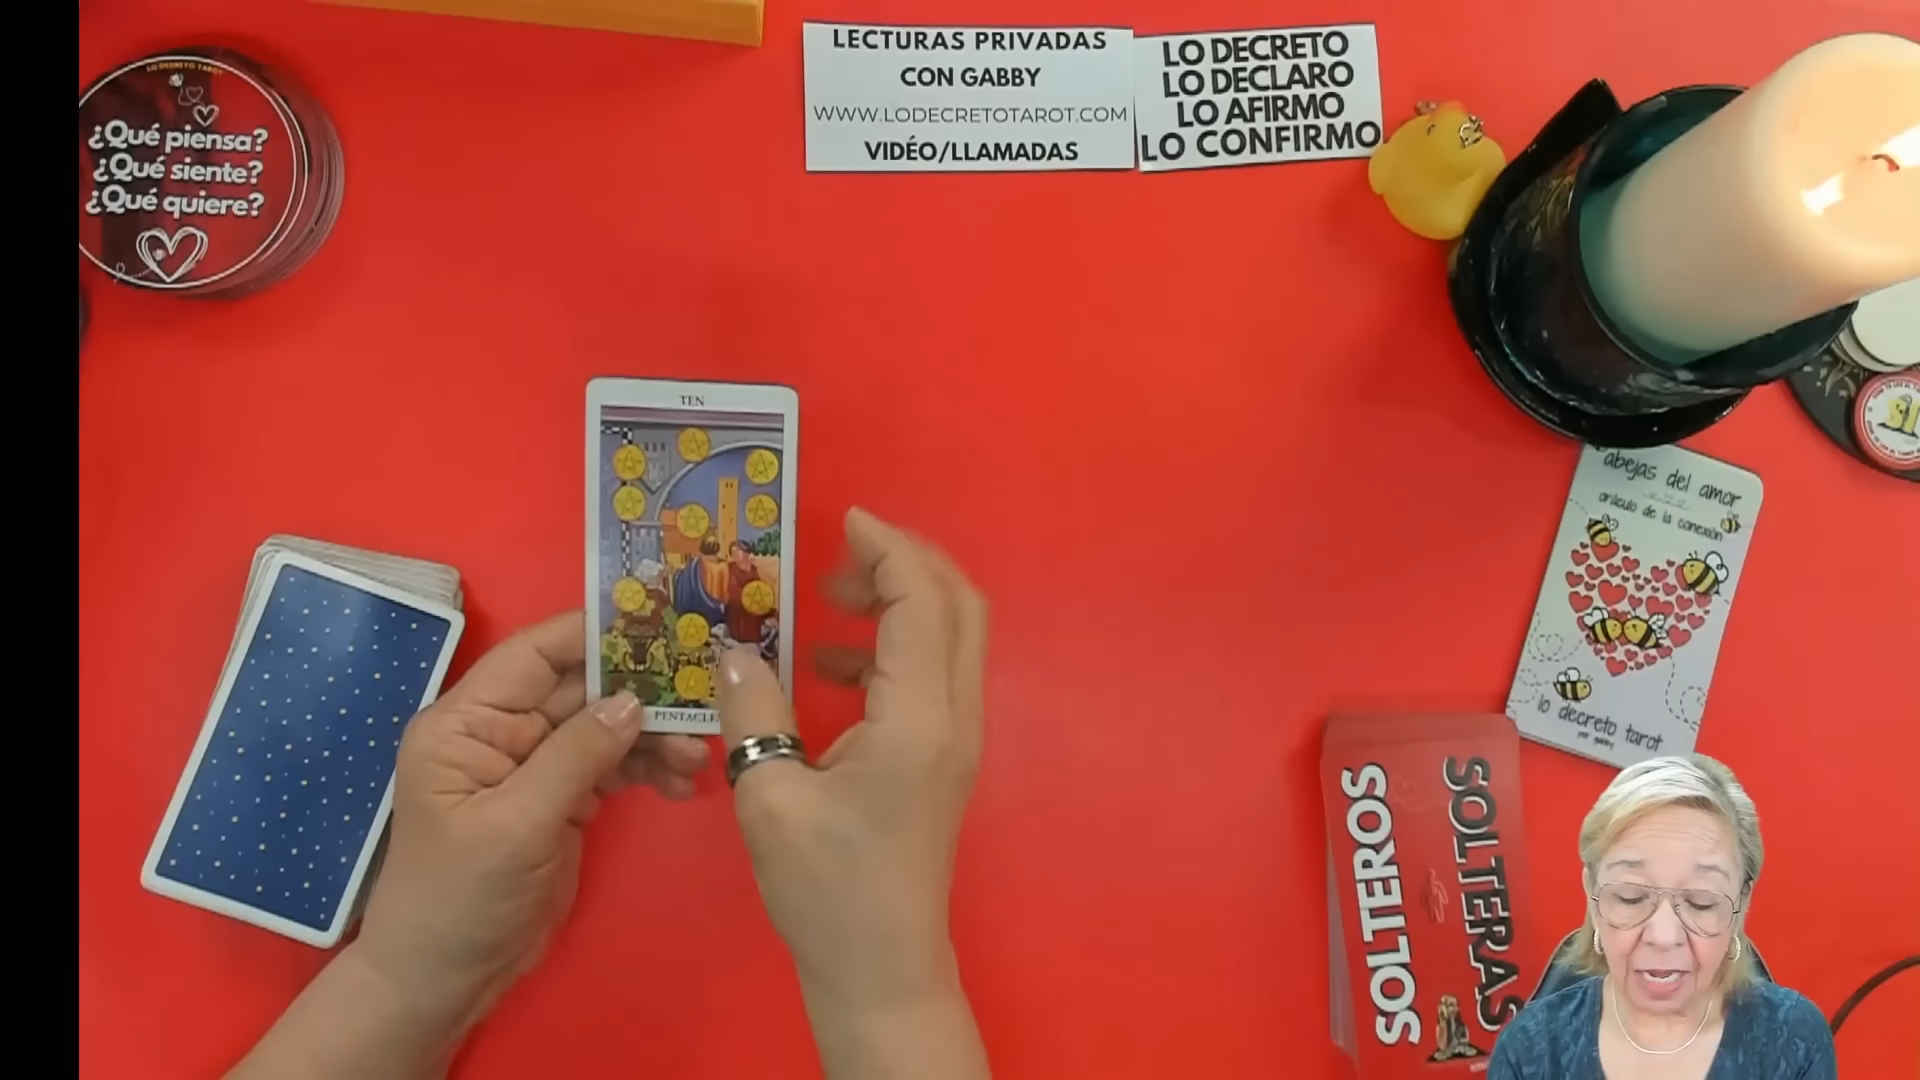 LO DECRETO TAROT
¿Qué piensa?
¿Qué siente?
¿Qué quiere?
LECTURAS PRIVADAS
CON GABBY
WWW.LODECRETOTAROT.COM
VIDÉO/LLAMADAS
LO DECRETO
LO DECLARO
LO AFIRMO
LO CONFIRMO
TEN
PENTACLES
abejas del amor
oráculo de la conexión
lo decreto tarot
por gabby
SOLTEROS
SOLTERAS